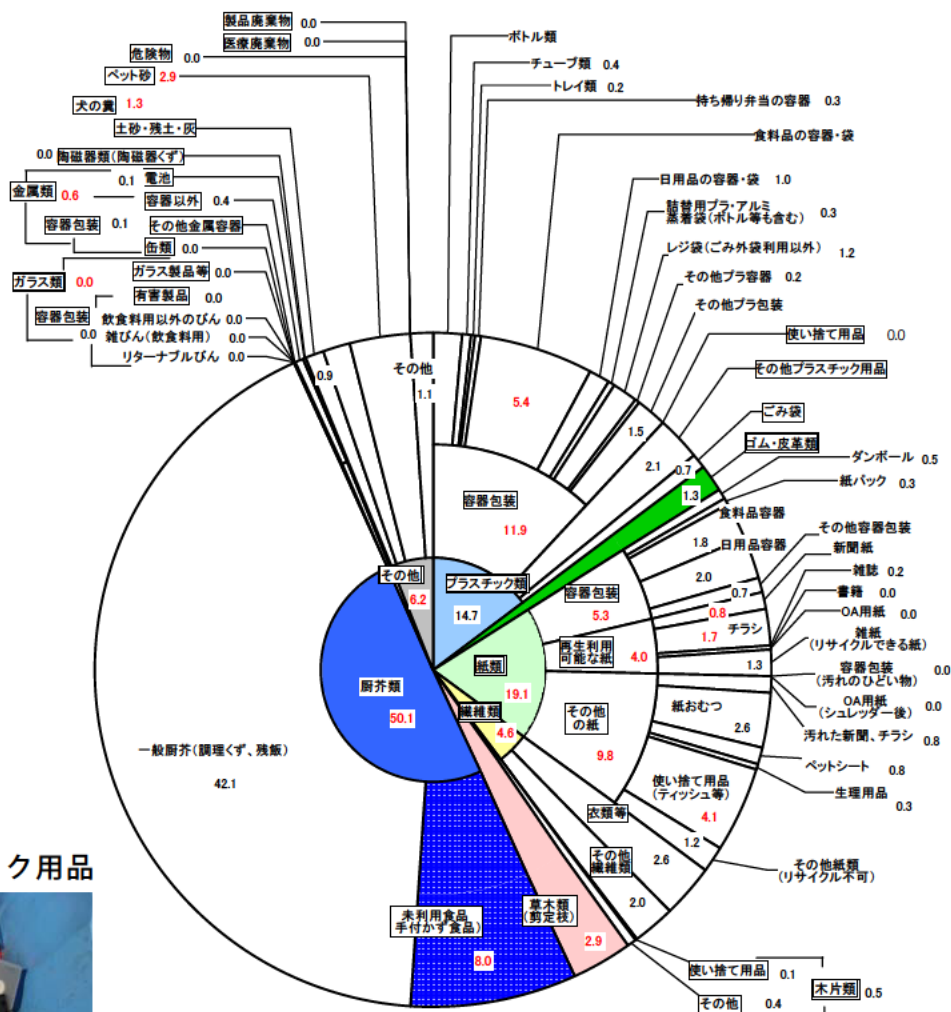 製品廃棄物 0.0
医療廃棄物 0.0
危険物 0.0
ペット砂 2.9
犬の糞 1.3
土砂・残土・灰
0.0 陶磁器類(陶磁器くず)
0.1 電池
金属類 0.6
容器以外 0.4
容器包装 0.1
その他金属容器
缶類 0.0
ガラス類 0.0
ガラス製品等 0.0
有害製品 0.0
容器包装 0.0
飲食料用以外のびん 0.0
雑びん(飲食料用) 0.0
リターナブルびん 0.0
ボトル類
チューブ類 0.4
トレイ類 0.2
持ち帰り弁当の容器 0.3
食料品の容器・袋
日用品の容器・袋 1.0
詰替用プラ・アルミ
蒸着袋(ボトル等も含む) 0.3
レジ袋(ごみ外袋利用以外) 1.2
その他プラ容器 0.2
その他プラ包装
使い捨て用品 0.0
その他プラスチック用品
ごみ袋
ゴム・皮革類
ダンボール 0.5
紙パック 0.3
食料品容器
1.8
日用品容器
2.0
その他容器包装
0.7
新聞紙
0.8
チラシ
1.7
雑誌 0.2
書籍 0.0
OA用紙 0.0
雑紙
(リサイクルできる紙)
1.3
容器包装 0.0
(汚れのひどい物)
OA用紙 0.0
(シュレッダー後)
汚れた新聞、チラシ 0.8
紙おむつ
2.6
ペットシート 0.8
生理用品 0.3
使い捨て用品
(ティッシュ等)
4.1
1.2
その他紙類
(リサイクル不可)
0.9
その他
1.1
5.4
1.5
2.1
0.7
1.3
容器包装
11.9
容器包装
5.3
再生利用
可能な紙 4.0
その他
の紙
9.8
衣類等
2.6
その他
繊維類
2.0
その他
6.2
プラスチック類
14.7
紙類
19.1
繊維類
4.6
厨芥類
50.1
一般厨芥(調理くず、残飯)
42.1
未利用食品
手付かず食品)
8.0
草木類
(剪定枝)
2.9
使い捨て用品 0.1
その他 0.4
木片類 0.5
ク用品